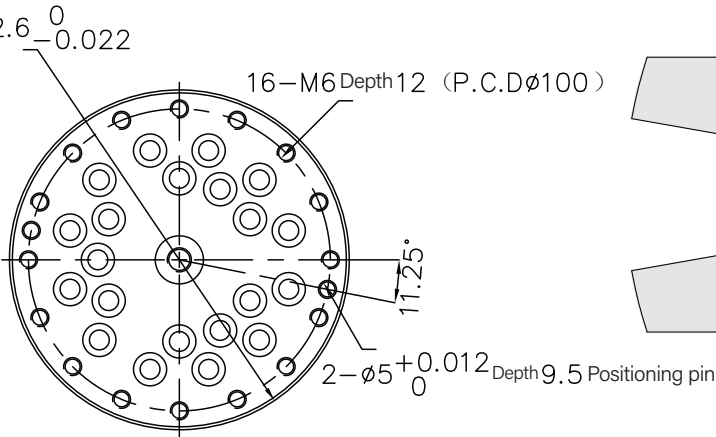 2.6 0 -0.022
16-M6 Depth 12 (P.C.Dø100)
11.25°
2-ø5 +0.012 0 Depth 9.5 Positioning pin